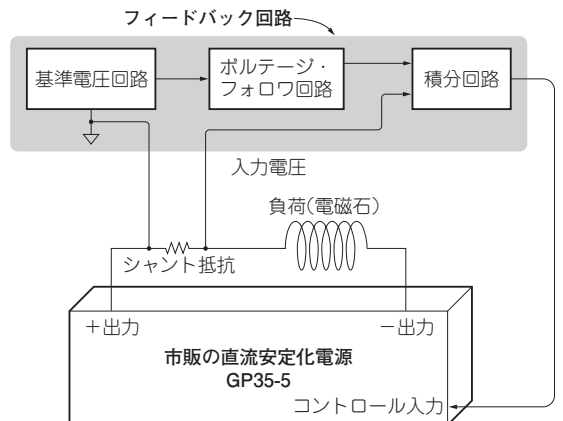 フィードバック回路
基準電圧回路
ボルテージ・
フォロワ回路
積分回路
入力電圧
負荷(電磁石)
シャント抵抗
＋出力
－出力
市販の直流安定化電源
GP35-5
コントロール入力